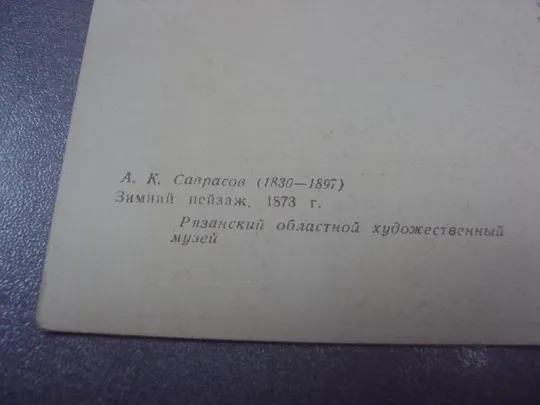 А. К. Саврасов (1830—1897)
Зимний пейзаж. 1873 г.
Рязанский областной художественный
музей